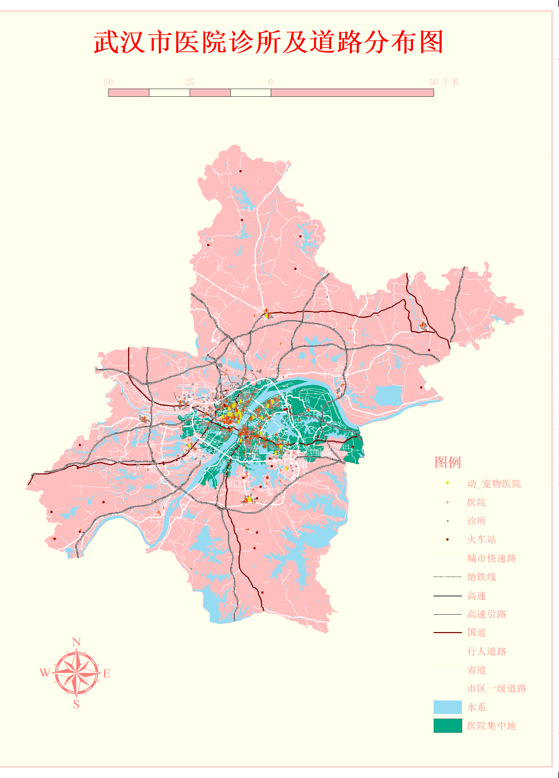 武汉市医院诊所及道路分布图
50 25 0 50 千米
图例
动_宠物医院
医院
诊所
火车站
城市快速路
地铁线
高速
高速引路
国道
行人道路
省道
市区一级道路
水系
医院集中地
N
W E
S